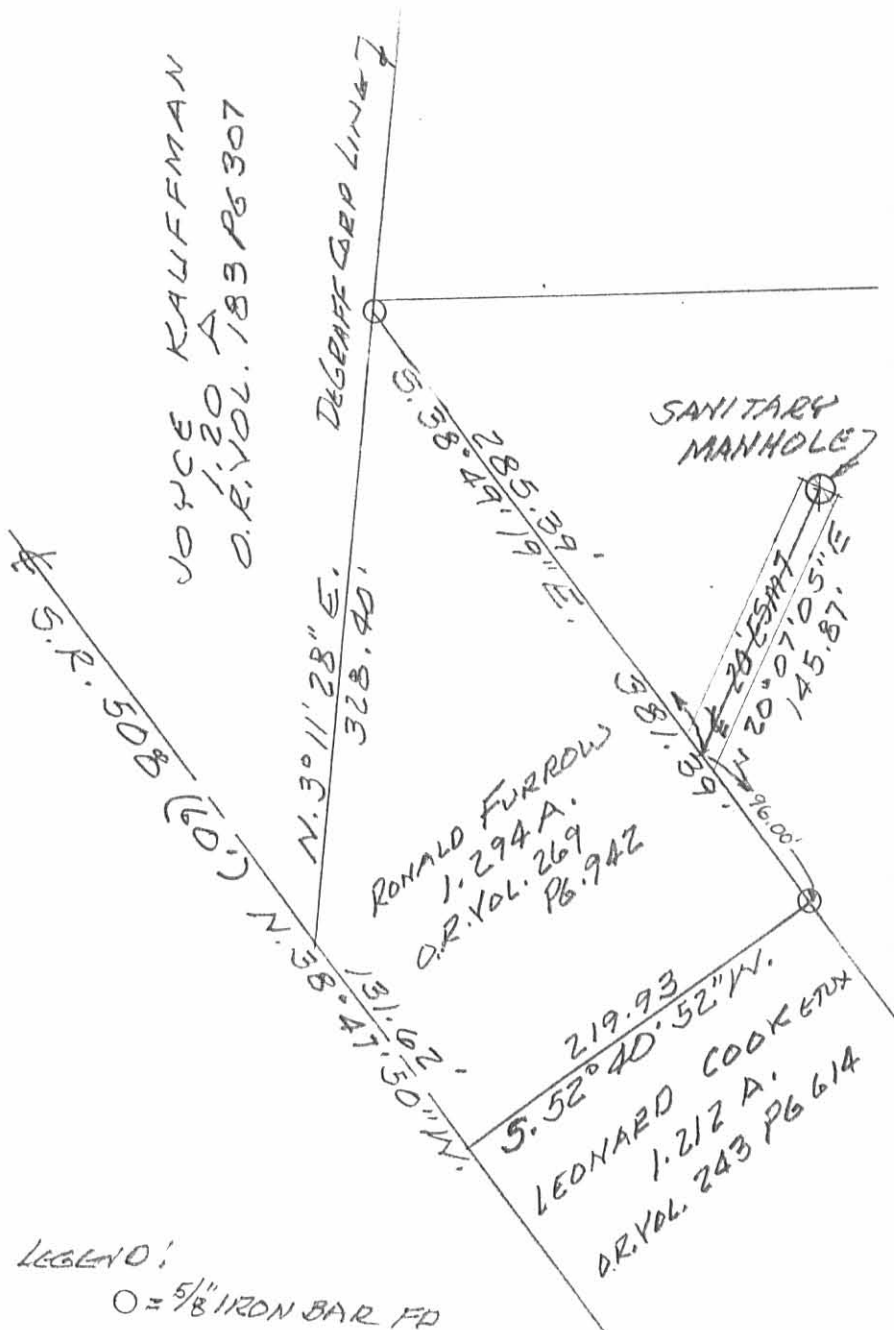 JOYCE KAUFFMAN
1.20 A
O.R. VOL. 183 PG 307
DEGRAFF CORP LINE
SANITARY
MANHOLE
285.39'
S. 38° 49' 19" E.
381.39'
20' ESMT
N 20° 07' 05" E
145.87'
96.00'
N. 3° 11' 28" E.
328.40'
S.R. 508 (60')
RONALD FURROW
1.294 A.
O.R. VOL. 269
PG. 942
131.62'
N. 38° 47' 50" W.
219.93
S. 52° 40' 52" W.
LEONARD COOK ETUX
1.212 A.
O.R. VOL. 243 PG 614
LEGEND:
O = 5/8" IRON BAR FD